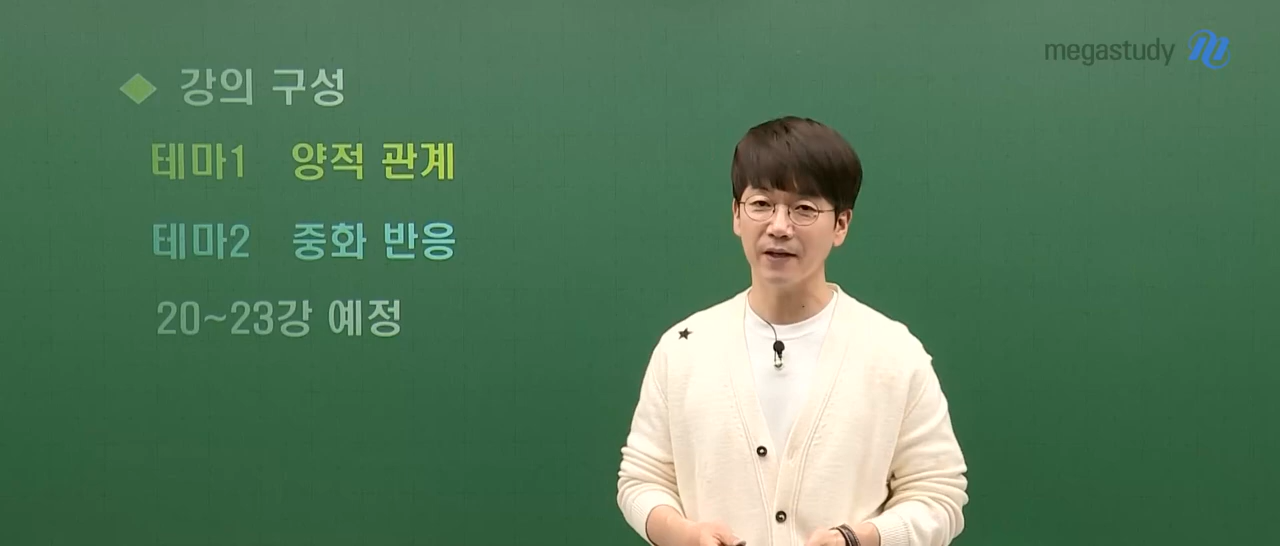 megastudy
강의 구성
테마1 양적 관계
테마2 중화 반응
20~23강 예정